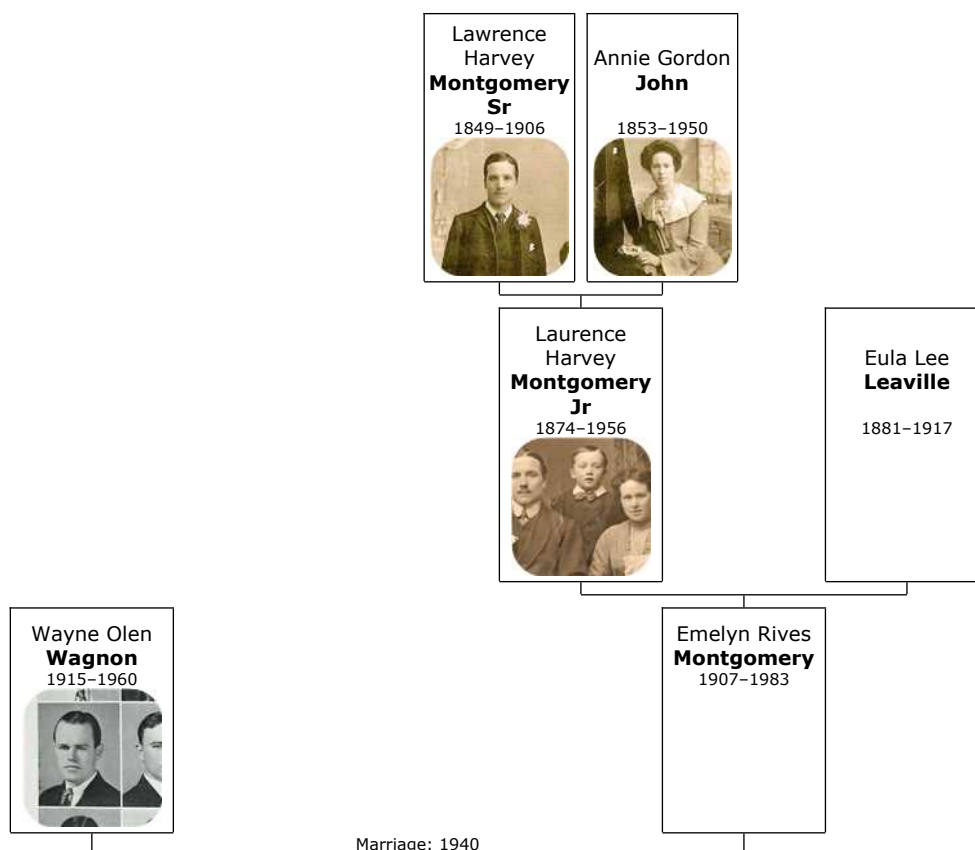 Lawrence
Harvey
Montgomery
Sr
1849–1906
Annie Gordon
John
1853–1950
Laurence
Harvey
Montgomery
Jr
1874–1956
Eula Lee
Leaville
1881–1917
Wayne Olen
Wagnon
1915–1960
Emelyn Rives
Montgomery
1907–1983
Marriage: 1940